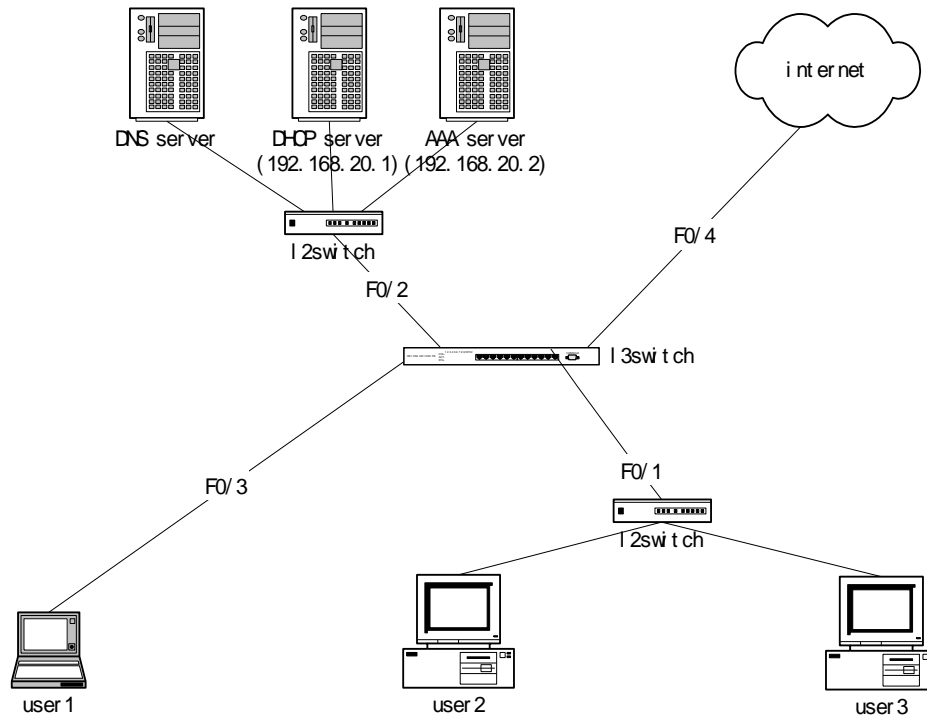 DNS server
DHCP server
AAA server
(192.168.20.1)
(192.168.20.2)
internet
l2switch
F0/4
F0/2
l3switch
F0/1
F0/3
l2switch
user1
user2
user3